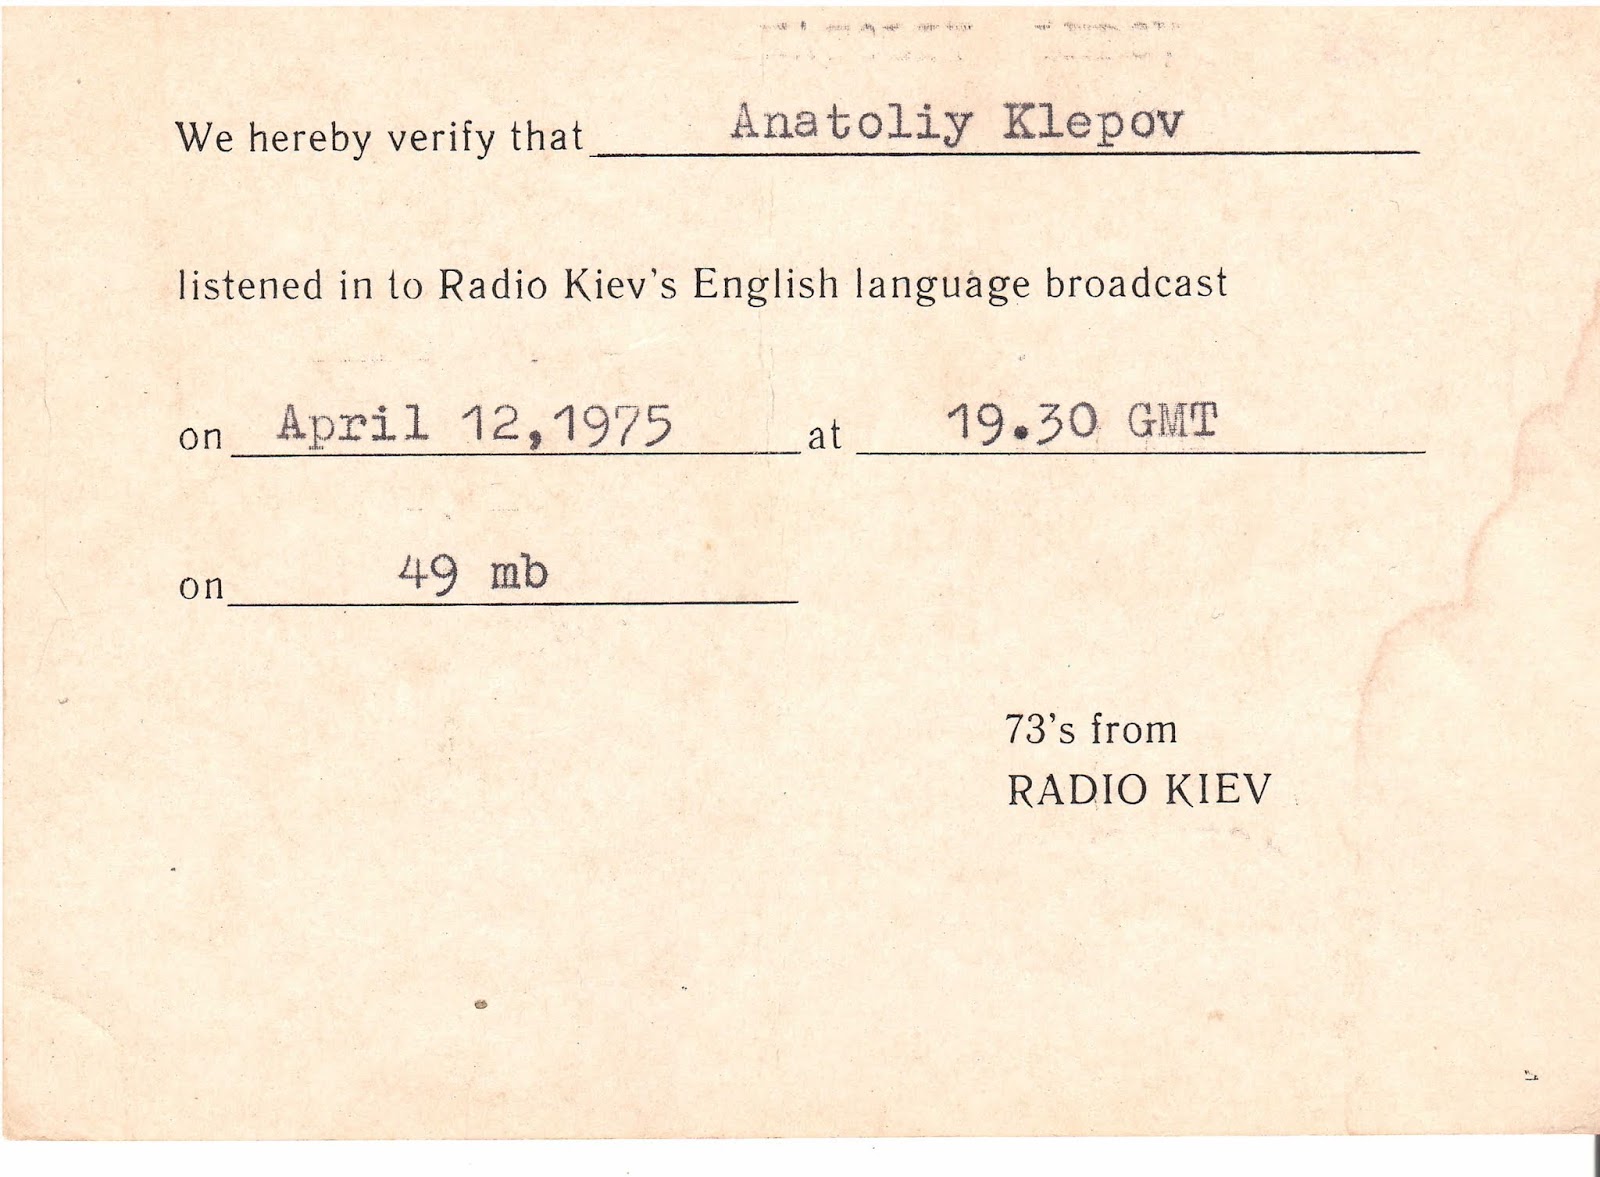 We hereby verify that Anatoliy Klepov
listened in to Radio Kiev's English language broadcast
on April 12,1975 at 19.30 GMT
on 49 mb
73's from
RADIO KIEV